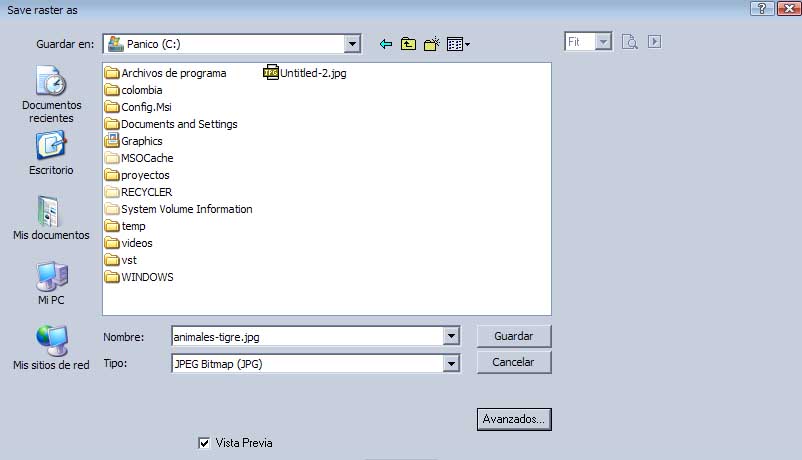 Save raster as
Guardar en:
Panico (C:)
Fit
Documentos recientes
Escritorio
Mis documentos
Mi PC
Mis sitios de red
Archivos de programa
colombia
Config.Msi
Documents and Settings
Graphics
MSOCache
proyectos
RECYCLER
System Volume Information
temp
videos
vst
WINDOWS
JPG
Untitled-2.jpg
Nombre:
animales-tigre.jpg
Guardar
Tipo:
JPEG Bitmap (JPG)
Cancelar
Avanzados...
Vista Previa